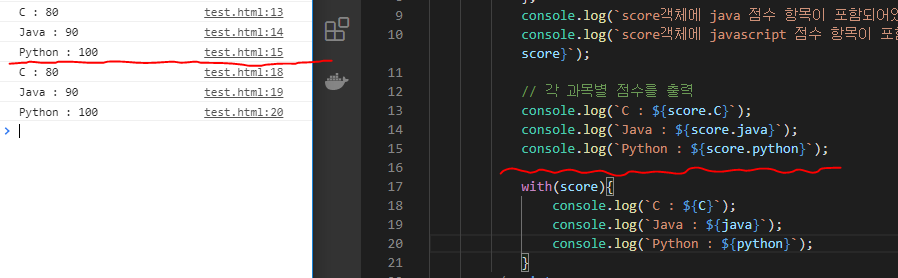 C : 80 test.html:13
Java : 90 test.html:14
Python : 100 test.html:15
C : 80 test.html:18
Java : 90 test.html:19
Python : 100 test.html:20
>
8 };
9 console.log(`score객체에 java 점수 항목이 포함되어있
10 console.log(`score객체에 javascript 점수 항목이 포함
score}`);
11
12 // 각 과목별 점수를 출력
13 console.log(`C : ${score.C}`);
14 console.log(`Java : ${score.java}`);
15 console.log(`Python : ${score.python}`);
16
17 with(score){
18 console.log(`C : ${C}`);
19 console.log(`Java : ${java}`);
20 console.log(`Python : ${python}`);
21 }